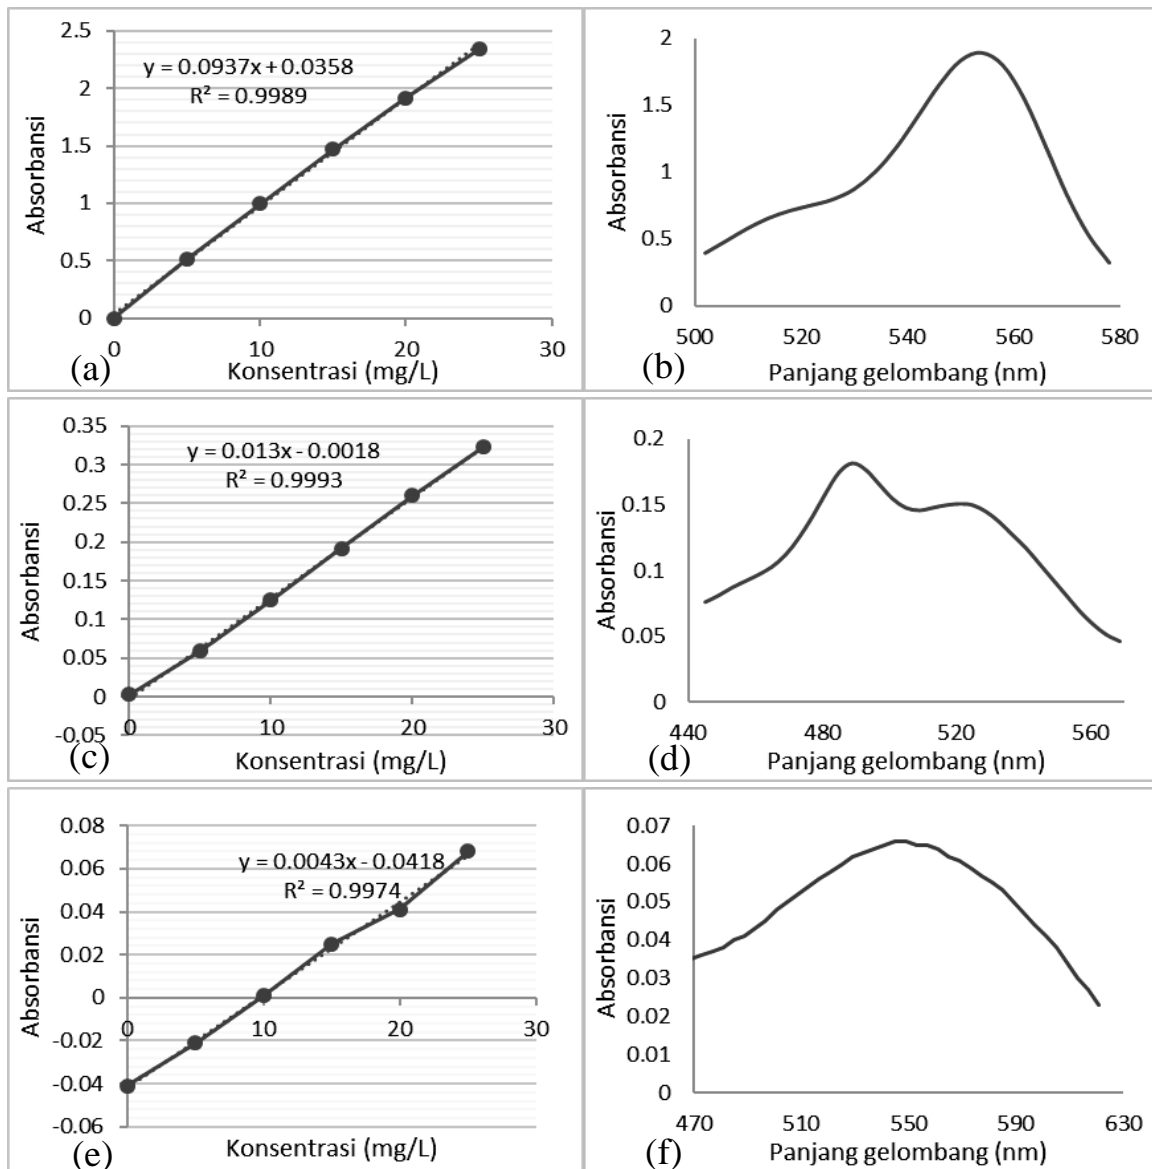 2.5
2
1.5
1
0.5
0
0
10
20
30
y = 0.0937x + 0.0358
R² = 0.9989
Absorbansi
Konsentrasi (mg/L)
(a)
2
1.5
1
0.5
0
500
520
540
560
580
Absorbansi
Panjang gelombang (nm)
(b)
0.35
0.3
0.25
0.2
0.15
0.1
0.05
0
-0.05
0
10
20
30
y = 0.013x - 0.0018
R² = 0.9993
Absorbansi
Konsentrasi (mg/L)
(c)
0.2
0.15
0.1
0.05
0
440
480
520
560
Absorbansi
Panjang gelombang (nm)
(d)
0.08
0.06
0.04
0.02
0
-0.02
-0.04
-0.06
0
10
20
30
y = 0.0043x - 0.0418
R² = 0.9974
Absorbansi
Konsentrasi (mg/L)
(e)
0.07
0.06
0.05
0.04
0.03
0.02
0.01
0
470
510
550
590
630
Absorbansi
Panjang gelombang (nm)
(f)